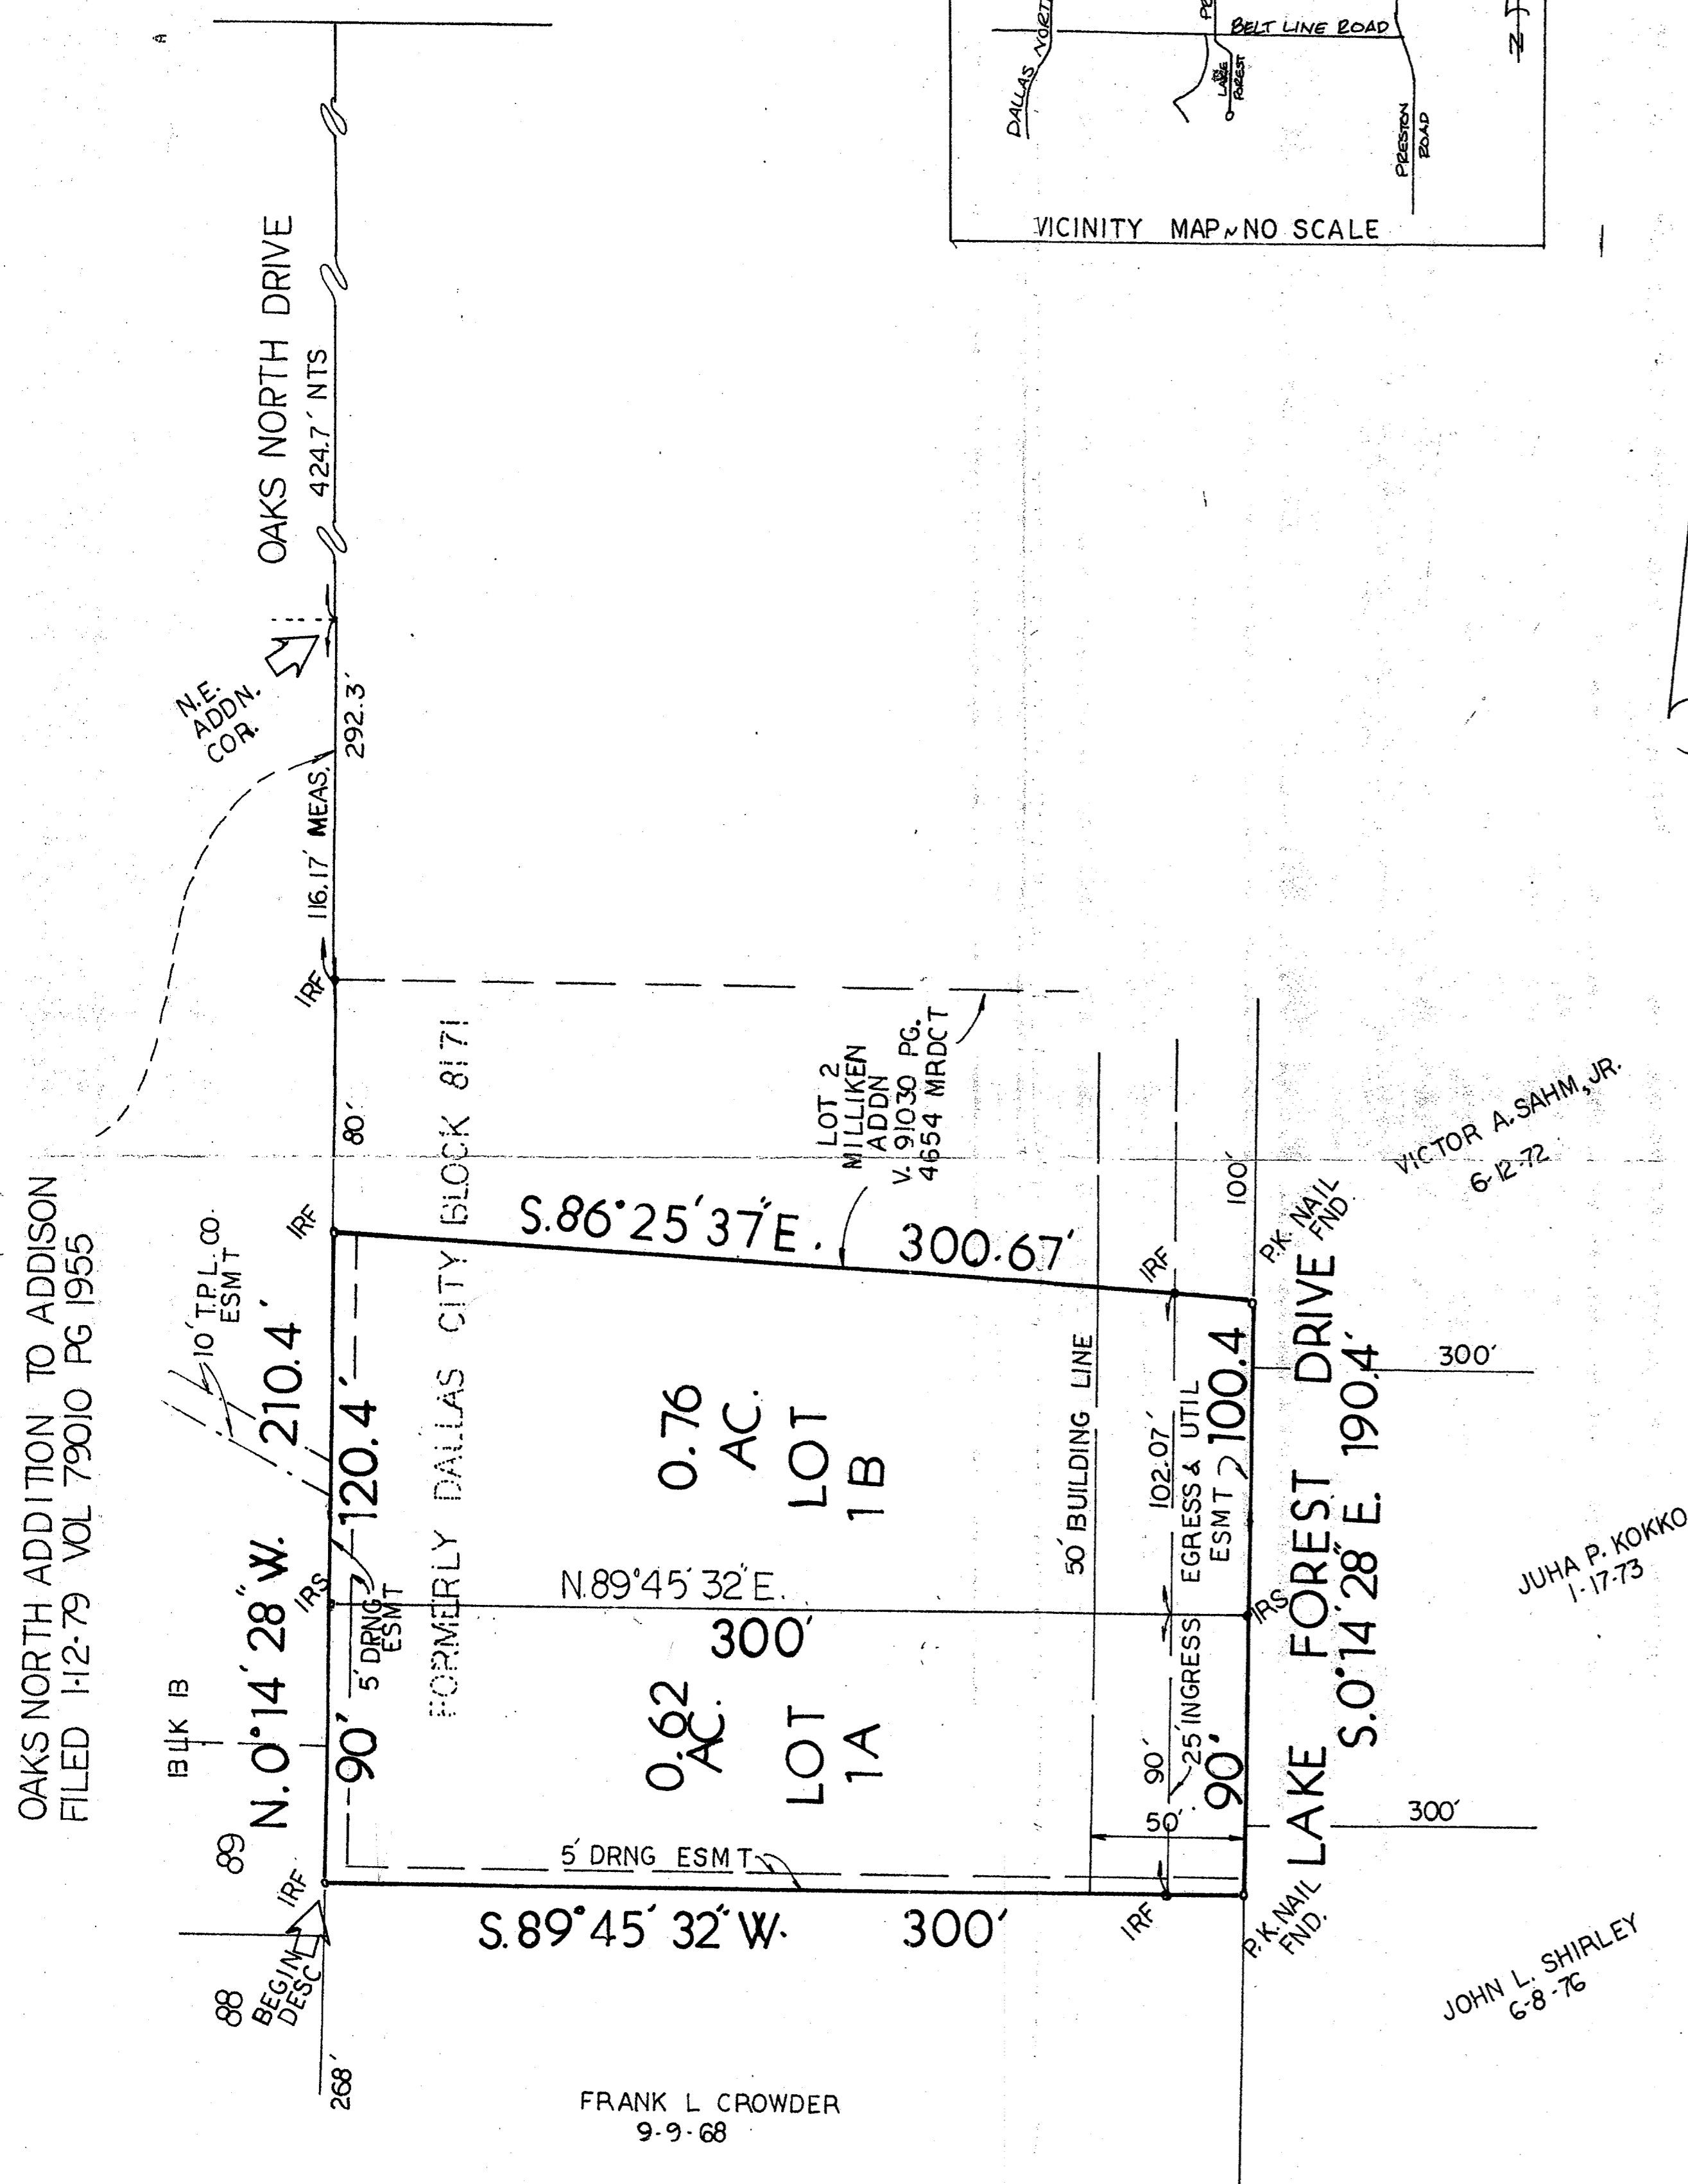 DALLAS NORT
BELT LINE ROAD
LAKE
FOREST
PRESTON
ROAD
VICINITY MAP ~ NO SCALE
OAKS NORTH DRIVE
424.7' NTS
N.E.
ADDN.
COR.
292.3'
116.17' MEAS.
IRF
80'
LOT 2
MILLIKEN
ADDN
V. 91030 PG.
4654 MRDCT
OAKS NORTH ADDITION TO ADDISON
FILED 1-12-79 VOL 79010 PG 1955
IRF
10' T.P.L. CO.
ESMT
N. 0°14'28" W. 210.4'
S. 86°25'37" E. 300.67'
FORMERLY DALLAS CITY BLOCK 8171
100'
IRF
P.K. NAIL
FND
VICTOR A. SAHM, JR.
6-12-72
120.4'
0.76
AC.
LOT
1B
50' BUILDING LINE
102.07'
100.4
25' INGRESS EGRESS & UTIL
ESMT
LAKE FOREST DRIVE
S. 0°14'28" E. 190.4'
300'
IRS
5' DRNG
ESMT
N. 89°45'32" E.
300'
IRS
JUHA P. KOKKO
1-17-73
BLK B
89
90'
0.62
AC.
LOT
1A
90'
90'
50'
300'
5' DRNG ESMT
IRF
S. 89°45'32" W. 300'
IRF
P.K. NAIL
FND.
88
BEGIN
DESC
268'
JOHN L. SHIRLEY
6-8-76
FRANK L CROWDER
9-9-68